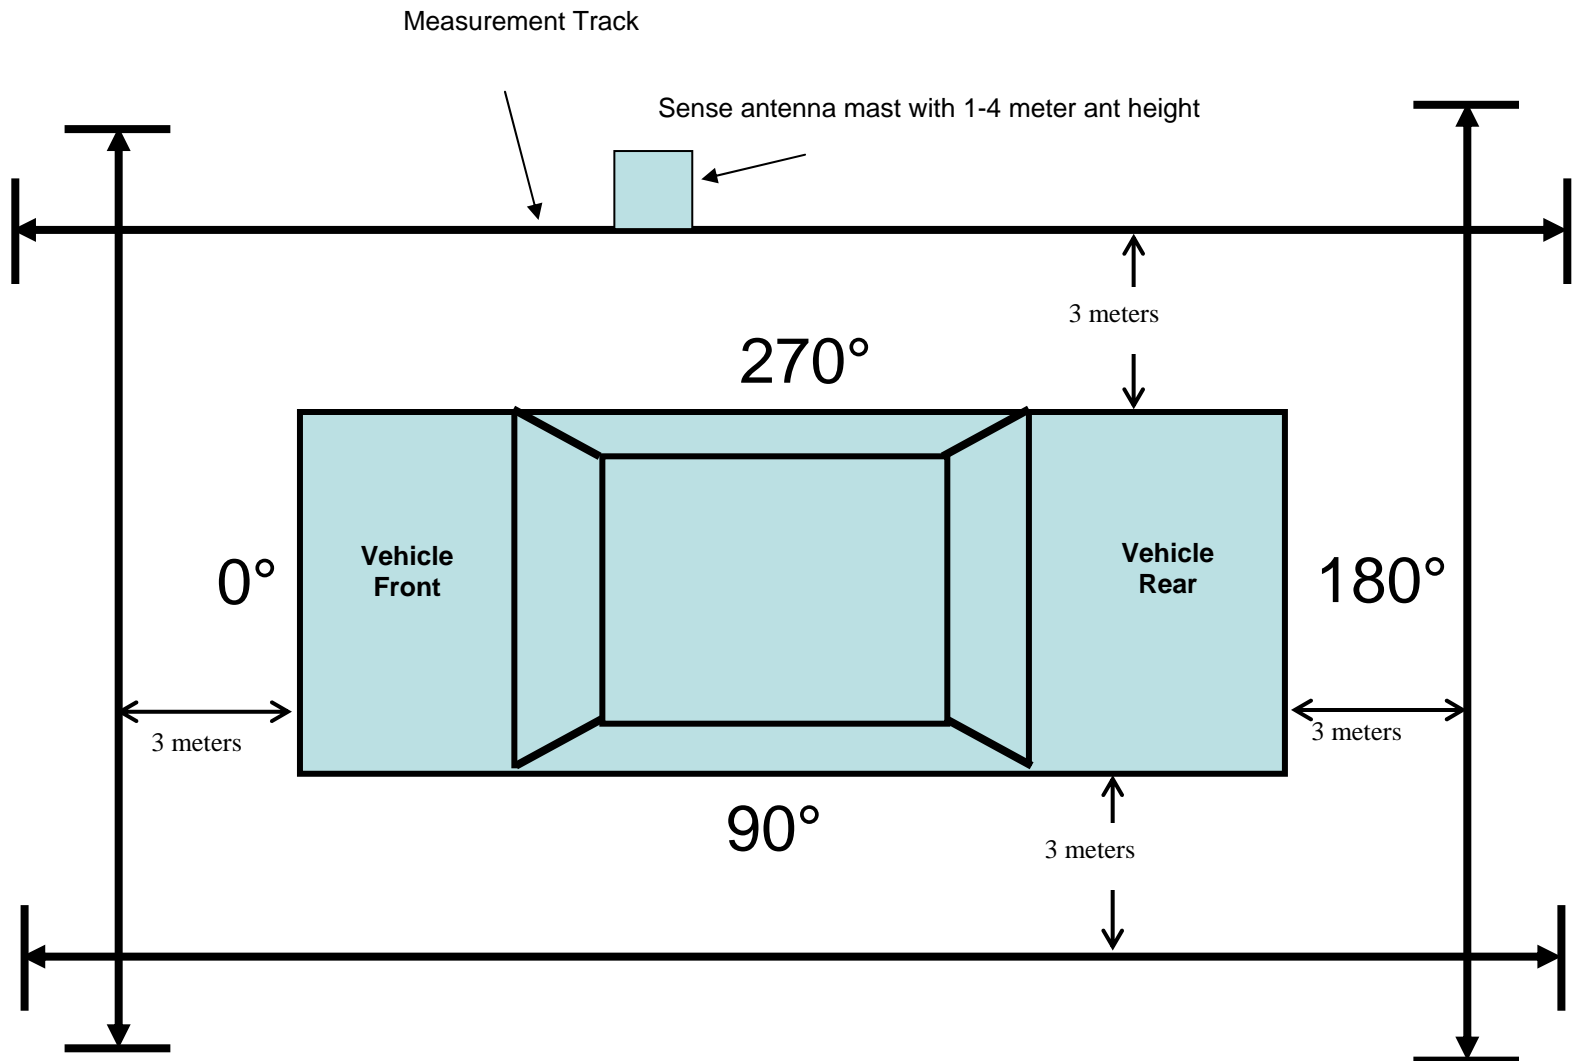 Measurement Track
Sense antenna mast with 1-4 meter ant height
3 meters
270°
Vehicle
Front
Vehicle
Rear
0°
180°
3 meters
3 meters
90°
3 meters